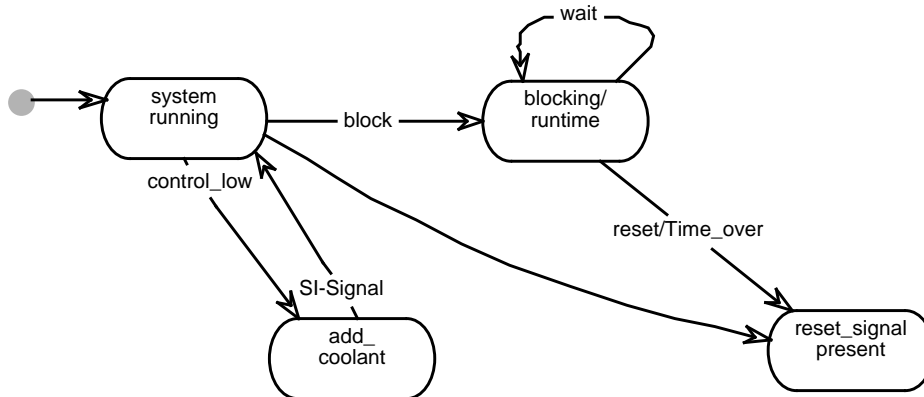 wait
system
running
block
blocking/
runtime
control_low
reset/Time_over
SI-Signal
add_
coolant
reset_signal
present